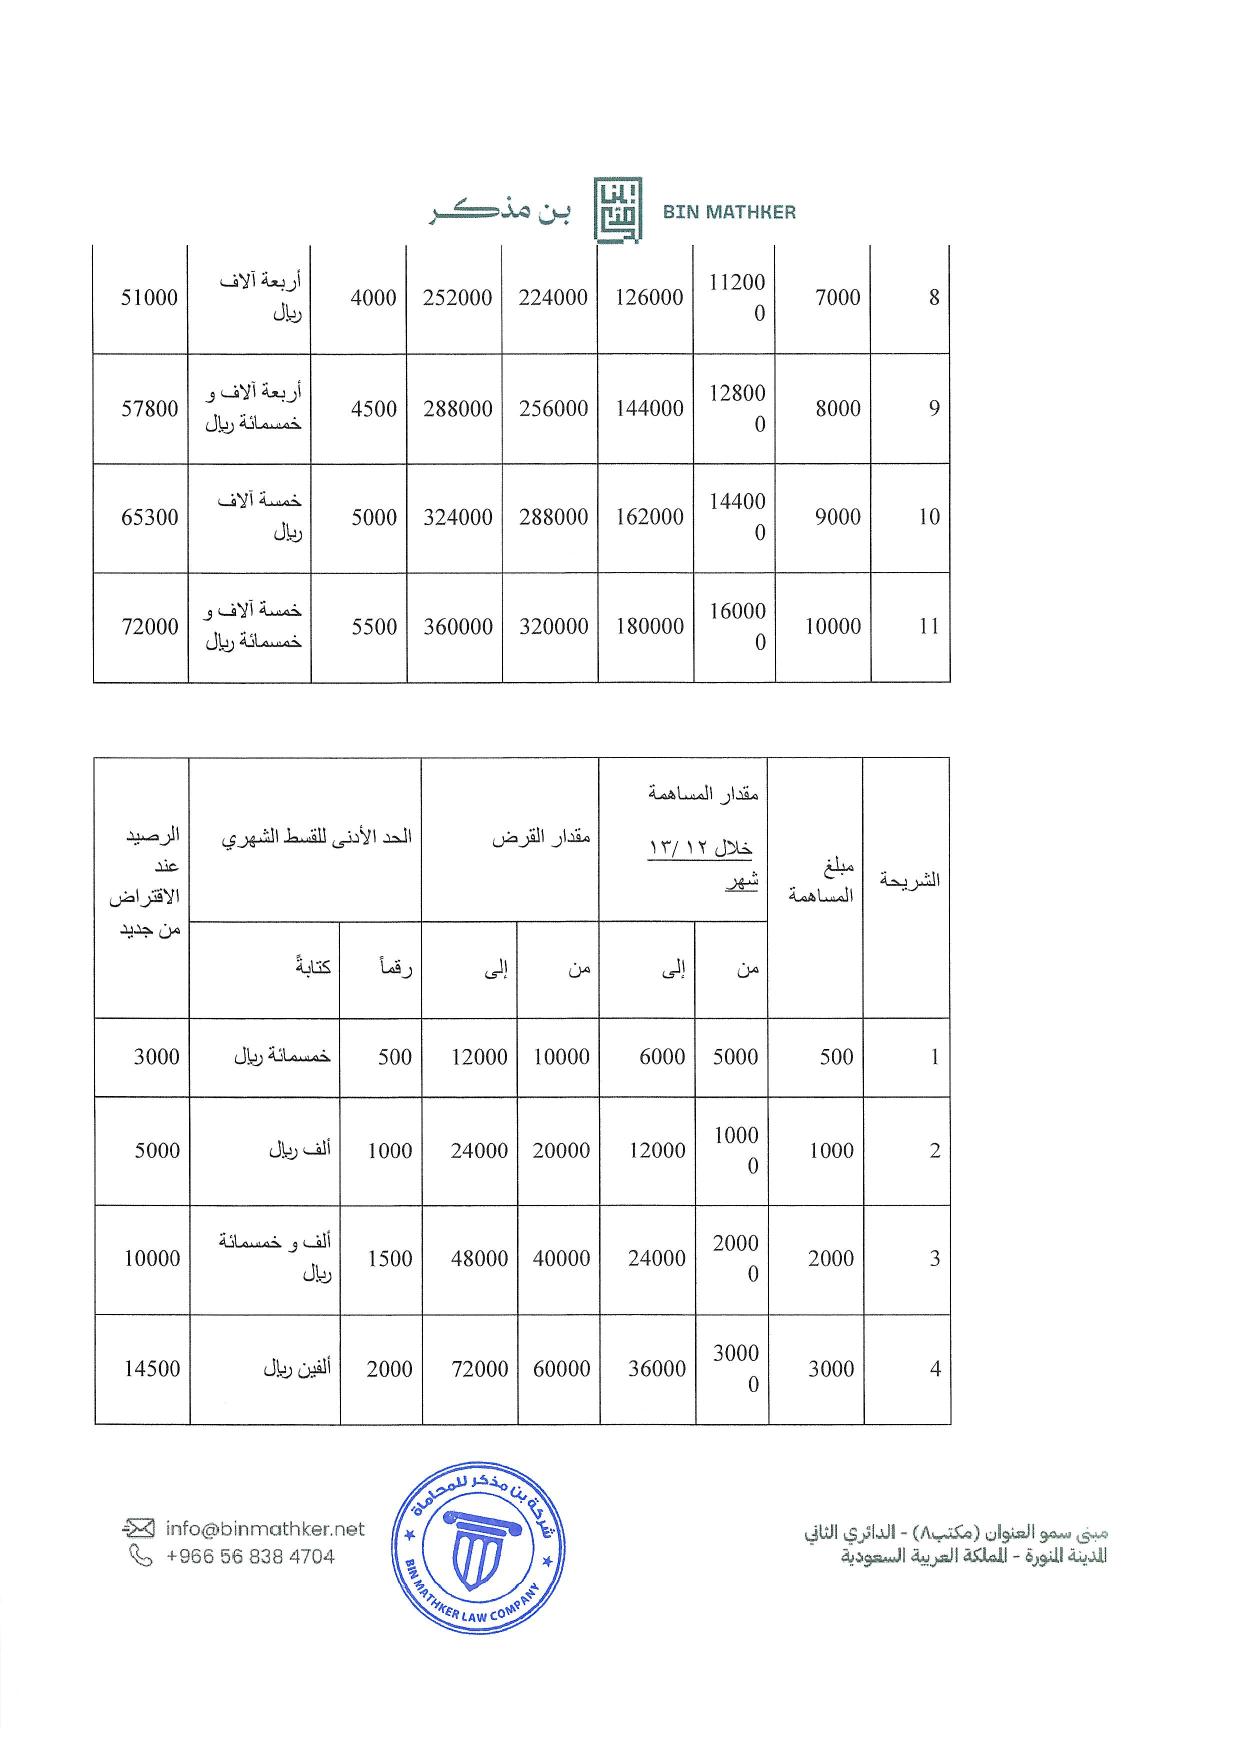 بن مذكر BIN MATHKER
8 7000 112000 126000 224000 252000 4000 أربعة آلاف ريال 51000
9 8000 128000 144000 256000 288000 4500 أربعة آلاف و خمسمائة ريال 57800
10 9000 144000 162000 288000 324000 5000 خمسة آلاف ريال 65300
11 10000 160000 180000 320000 360000 5500 خمسة آلاف و خمسمائة ريال 72000
الشريحة مبلغ المساهمة مقدار المساهمة خلال ١٢ /١٣ شهر مقدار القرض الحد الأدنى للقسط الشهري الرصيد عند الاقتراض من جديد
من إلى من إلى رقماً كتابةً
1 500 5000 6000 10000 12000 500 خمسمائة ريال 3000
2 1000 10000 12000 20000 24000 1000 ألف ريال 5000
3 2000 20000 24000 40000 48000 1500 ألف و خمسمائة ريال 10000
4 3000 30000 36000 60000 72000 2000 ألفين ريال 14500
شركة بن مذكر للمحاماة
BIN MATHKER LAW COMPANY
مبنى سمو العنوان (مكتب٨) - الدائري الثاني
المدينة المنورة - المملكة العربية السعودية
info@binmathker.net
+966 56 838 4704